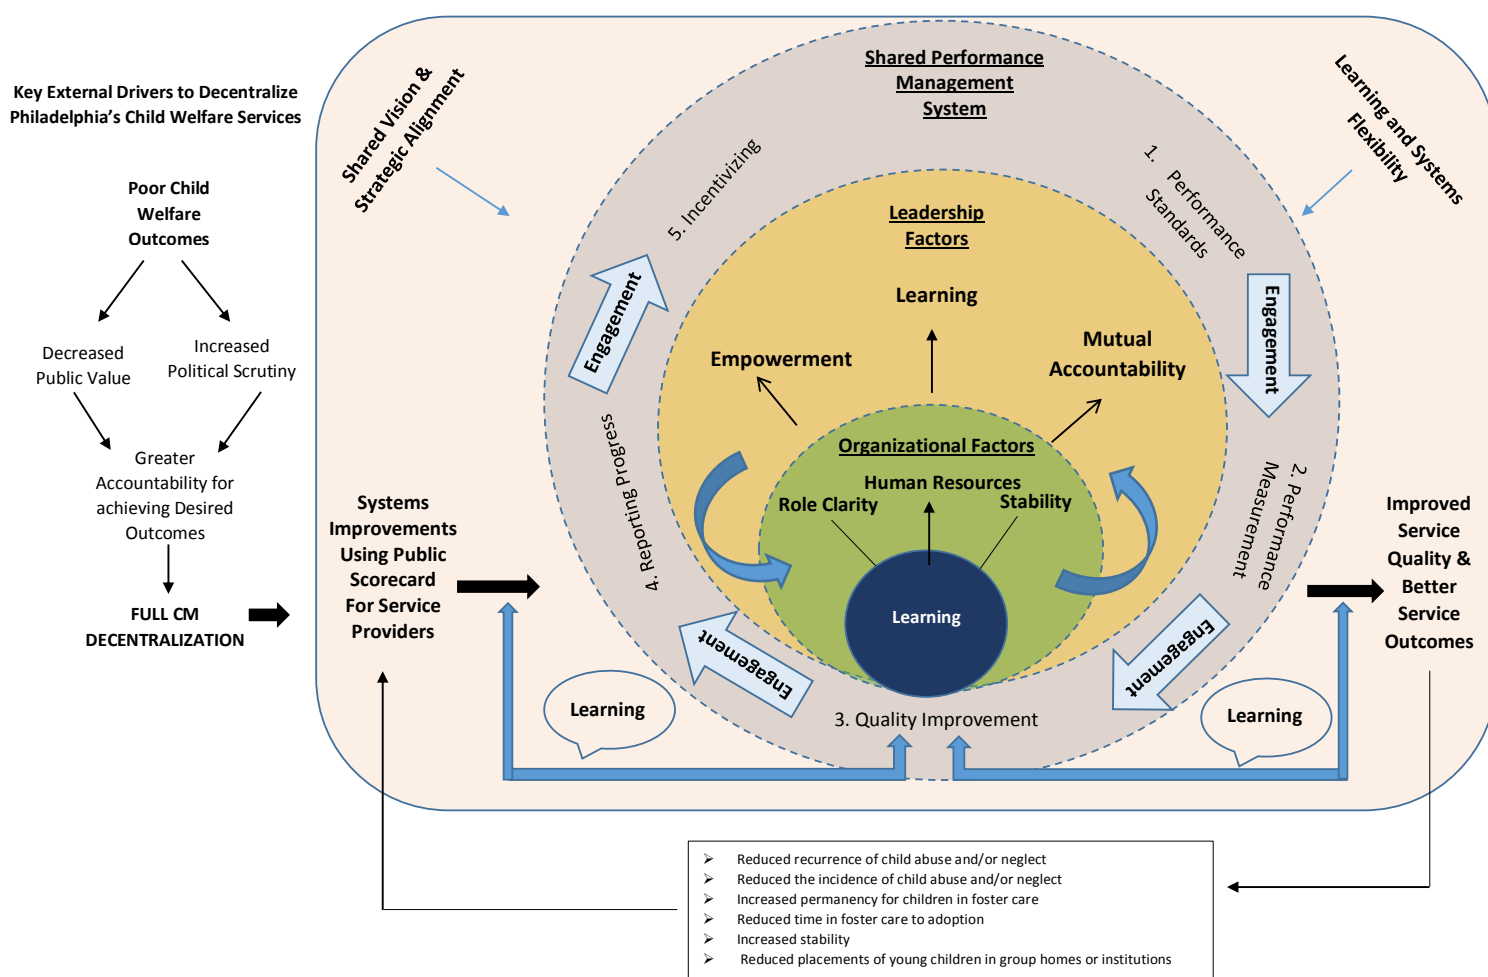 Key External Drivers to Decentralize
Philadelphia's Child Welfare Services
Poor Child
Welfare
Outcomes
Decreased
Public Value
Increased
Political Scrutiny
Greater
Accountability for
achieving Desired
Outcomes
FULL CM
DECENTRALIZATION
Shared Vision &
Strategic Alignment
Learning and Systems
Flexibility
Systems
Improvements
Using Public
Scorecard
For Service
Providers
Shared Performance
Management
System
1. Performance
Standards
Engagement
2. Performance
Measurement
Engagement
3. Quality Improvement
Engagement
4. Reporting Progress
Engagement
5. Incentivizing
Leadership
Factors
Learning
Empowerment
Mutual
Accountability
Organizational Factors
Human Resources
Role Clarity
Stability
Learning
Learning
Learning
Improved
Service
Quality &
Better
Service
Outcomes
➢ Reduced recurrence of child abuse and/or neglect
➢ Reduced the incidence of child abuse and/or neglect
➢ Increased permanency for children in foster care
➢ Reduced time in foster care to adoption
➢ Increased stability
➢ Reduced placements of young children in group homes or institutions